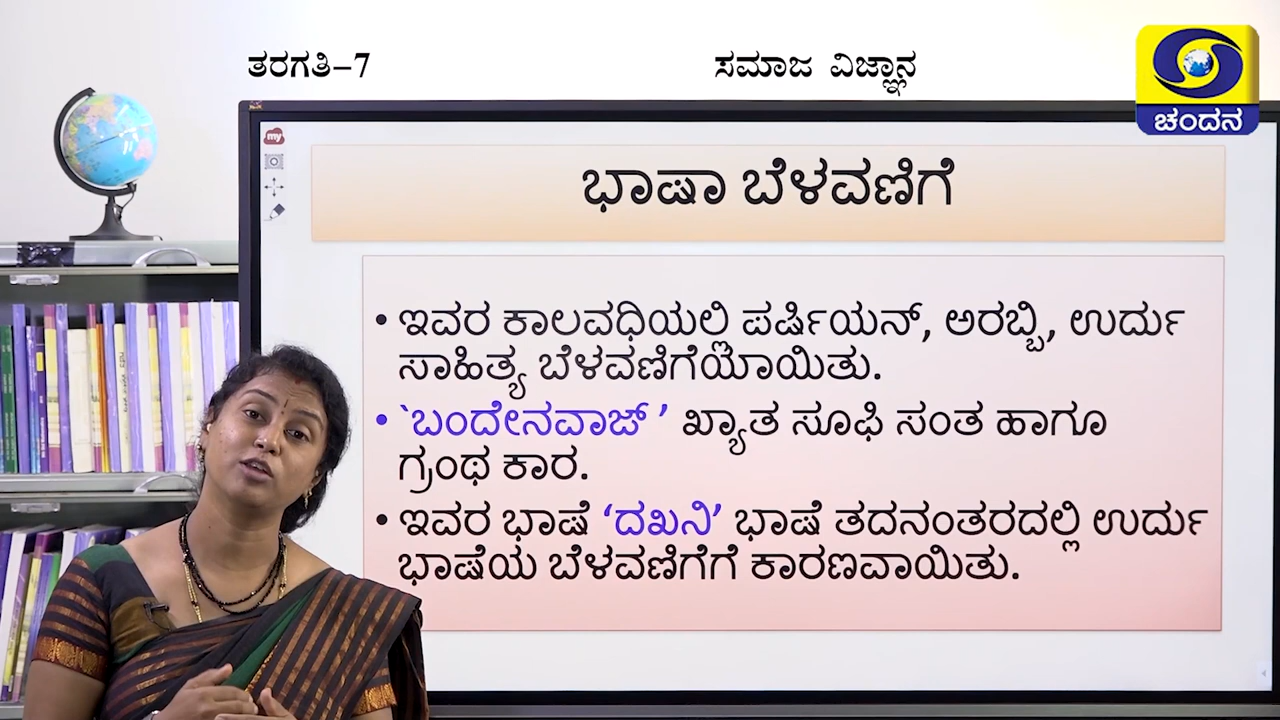 ತರಗತಿ-7
ಸಮಾಜ ವಿಜ್ಞಾನ
ಚಂದನ
my
ಭಾಷಾ ಬೆಳವಣಿಗೆ
• ಇವರ ಕಾಲವಧಿಯಲ್ಲಿ ಪರ್ಷಿಯನ್, ಅರಬ್ಬಿ, ಉರ್ದು
ಸಾಹಿತ್ಯ ಬೆಳವಣಿಗೆಯಾಯಿತು.
• `ಬಂದೇನವಾಜ್ ’ ಖ್ಯಾತ ಸೂಫಿ ಸಂತ ಹಾಗೂ
ಗ್ರಂಥ ಕಾರ.
• ಇವರ ಭಾಷೆ ‘ದಖನಿ’ ಭಾಷೆ ತದನಂತರದಲ್ಲಿ ಉರ್ದು
ಭಾಷೆಯ ಬೆಳವಣಿಗೆಗೆ ಕಾರಣವಾಯಿತು.